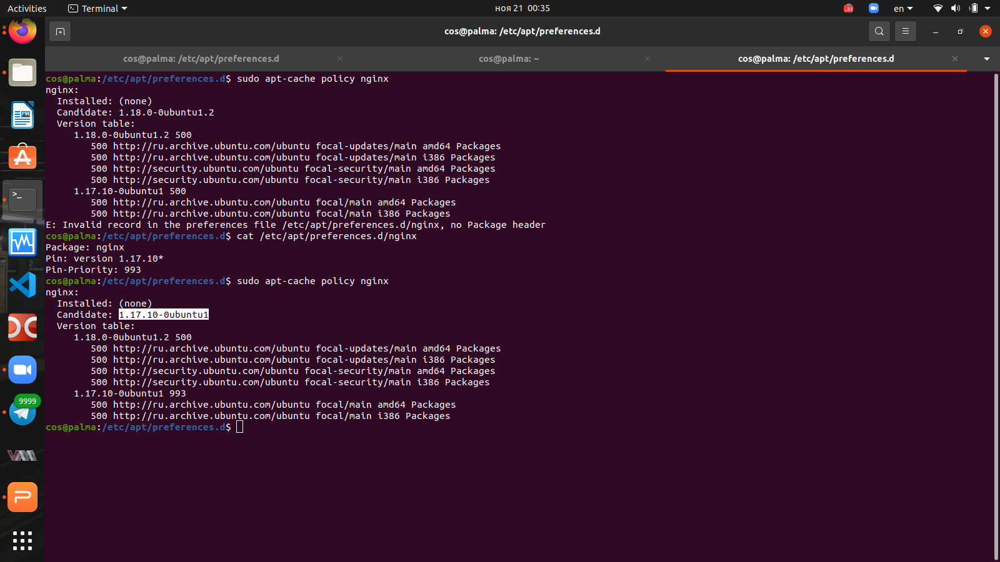 Activities
Terminal
ноя 21 00:35
33
en
cos@palma: /etc/apt/preferences.d
cos@palma: /etc/apt/preferences.d
cos@palma: ~
cos@palma: /etc/apt/preferences.d
cos@palma:/etc/apt/preferences.d$ sudo apt-cache policy nginx
nginx:
  Installed: (none)
  Candidate: 1.18.0-0ubuntu1.2
  Version table:
     1.18.0-0ubuntu1.2 500
        500 http://ru.archive.ubuntu.com/ubuntu focal-updates/main amd64 Packages
        500 http://ru.archive.ubuntu.com/ubuntu focal-updates/main i386 Packages
        500 http://security.ubuntu.com/ubuntu focal-security/main amd64 Packages
        500 http://security.ubuntu.com/ubuntu focal-security/main i386 Packages
     1.17.10-0ubuntu1 500
        500 http://ru.archive.ubuntu.com/ubuntu focal/main amd64 Packages
        500 http://ru.archive.ubuntu.com/ubuntu focal/main i386 Packages
E: Invalid record in the preferences file /etc/apt/preferences.d/nginx, no Package header
cos@palma:/etc/apt/preferences.d$ cat /etc/apt/preferences.d/nginx
Package: nginx
Pin: version 1.17.10*
Pin-Priority: 993
cos@palma:/etc/apt/preferences.d$ sudo apt-cache policy nginx
nginx:
  Installed: (none)
  Candidate: 1.17.10-0ubuntu1
  Version table:
     1.18.0-0ubuntu1.2 500
        500 http://ru.archive.ubuntu.com/ubuntu focal-updates/main amd64 Packages
        500 http://ru.archive.ubuntu.com/ubuntu focal-updates/main i386 Packages
        500 http://security.ubuntu.com/ubuntu focal-security/main amd64 Packages
        500 http://security.ubuntu.com/ubuntu focal-security/main i386 Packages
     1.17.10-0ubuntu1 993
        500 http://ru.archive.ubuntu.com/ubuntu focal/main amd64 Packages
        500 http://ru.archive.ubuntu.com/ubuntu focal/main i386 Packages
cos@palma:/etc/apt/preferences.d$
9999